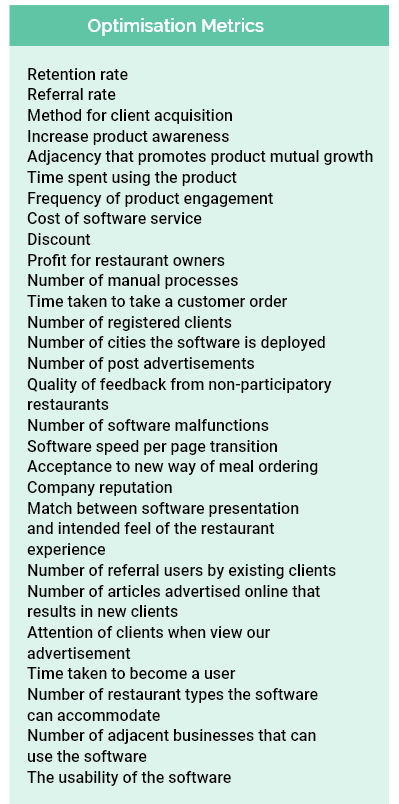 Optimisation Metrics
Retention rate
Referral rate
Method for client acquisition
Increase product awareness
Adjacency that promotes product mutual growth
Time spent using the product
Frequency of product engagement
Cost of software service
Discount
Profit for restaurant owners
Number of manual processes
Time taken to take a customer order
Number of registered clients
Number of cities the software is deployed
Number of post advertisements
Quality of feedback from non-participatory
restaurants
Number of software malfunctions
Software speed per page transition
Acceptance to new way of meal ordering
Company reputation
Match between software presentation
and intended feel of the restaurant
experience
Number of referral users by existing clients
Number of articles advertised online that
results in new clients
Attention of clients when view our
advertisement
Time taken to become a user
Number of restaurant types the software
can accommodate
Number of adjacent businesses that can
use the software
The usability of the software